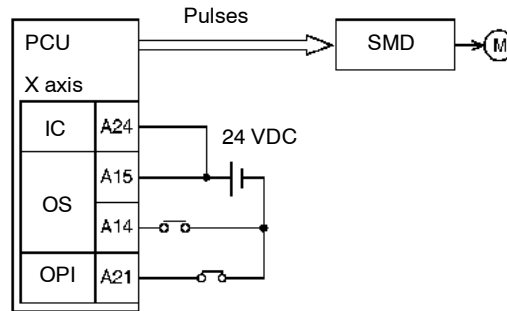 Pulses
PCU
SMD
M
X axis
IC
A24
24 VDC
OS
A15
A14
OPI
A21